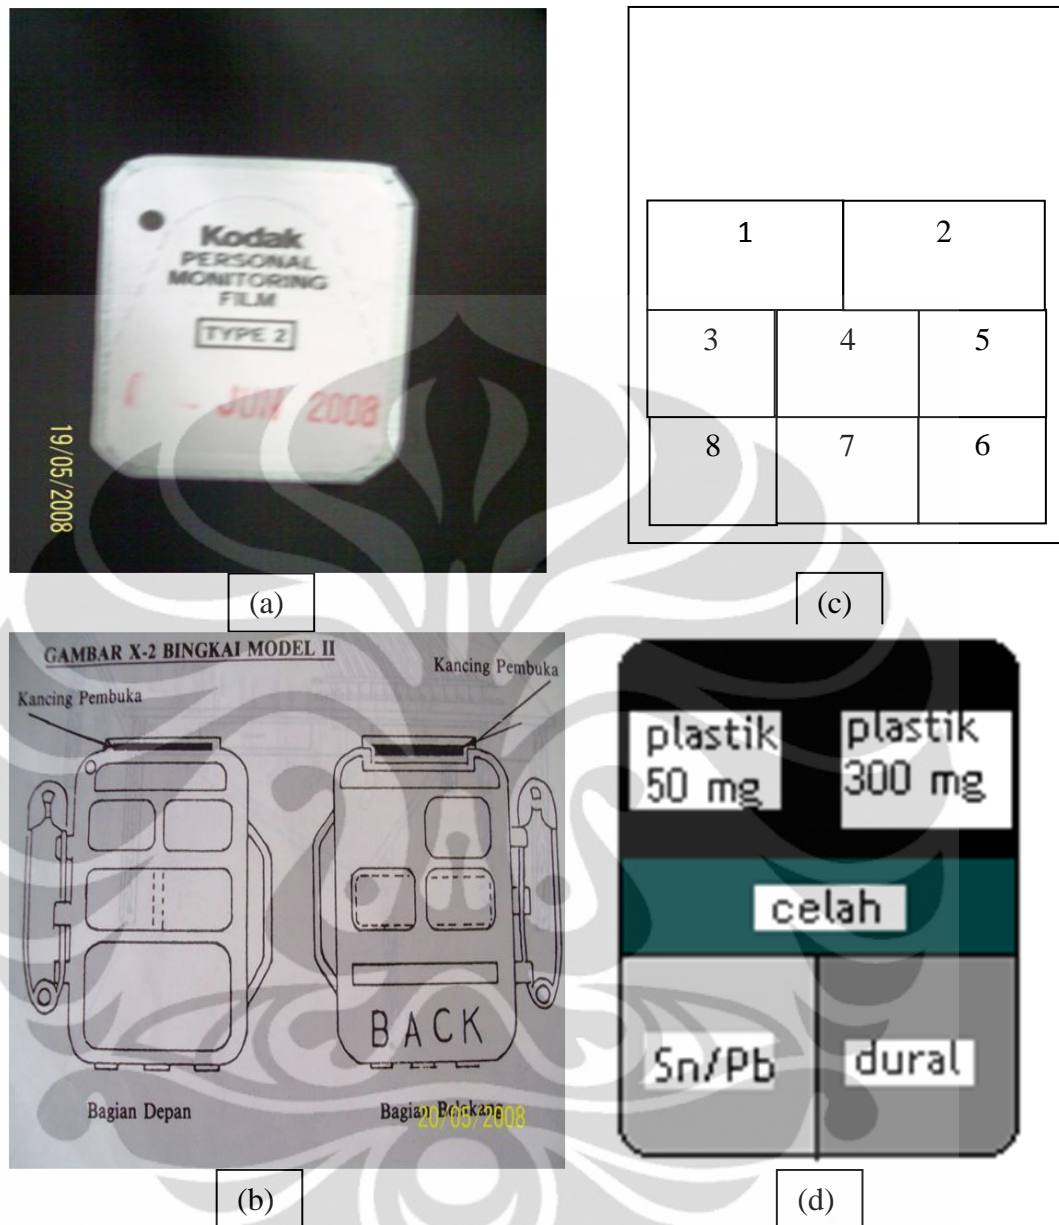 Kodak
PERSONAL
MONITORING
FILM
TYPE 2
JUN 2008
19/05/2008
(a)
1 2
3 4 5
8 7 6
(c)
GAMBAR X-2 BINGKAI MODEL II
Kancing Pembuka
Kancing Pembuka
BACK
Bagian Depan
Bagian
20/05/2008
(b)
plastik
50 mg
plastik
300 mg
celah
Sn/Pb
dural
(d)